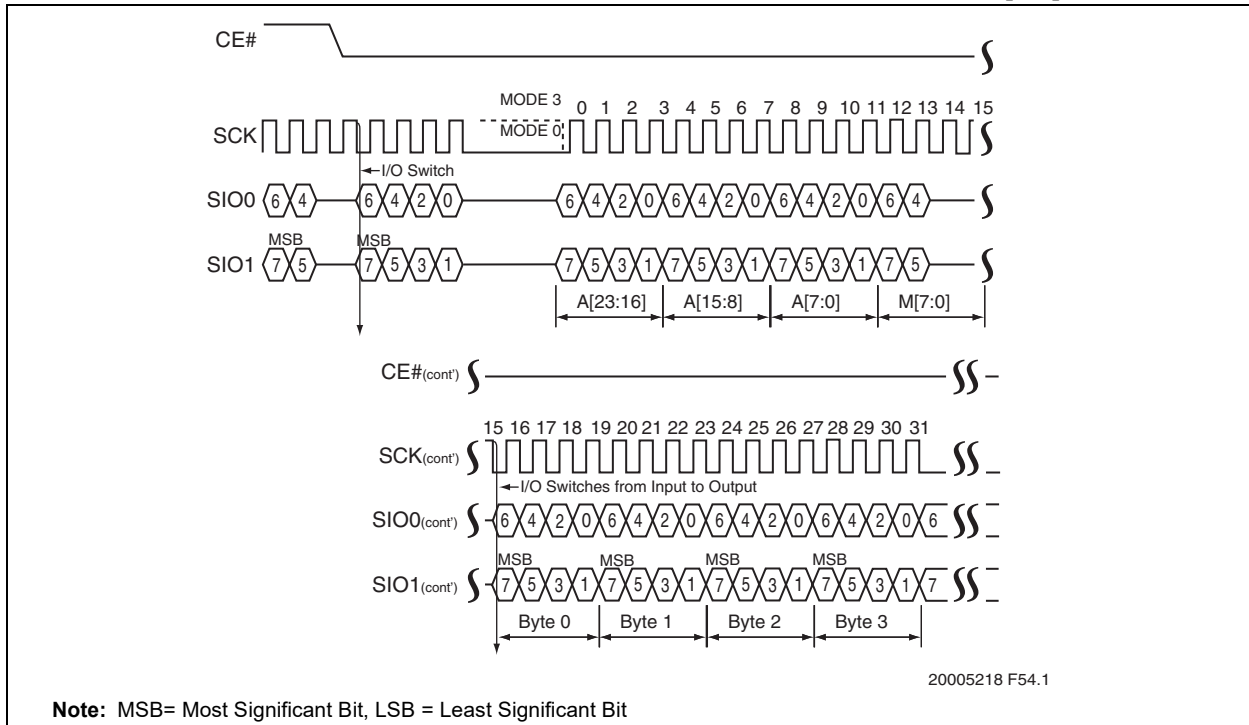 CE#
MODE 3
0 1 2 3 4 5 6 7 8 9 10 11 12 13 14 15
SCK
MODE 0
I/O Switch
SIO0 6 4 6 4 2 0 6 4 2 0 6 4 2 0 6 4 2 0 6 4
MSB MSB
SIO1 7 5 7 5 3 1 7 5 3 1 7 5 3 1 7 5 3 1 7 5
A[23:16] A[15:8] A[7:0] M[7:0]
CE#(cont')
15 16 17 18 19 20 21 22 23 24 25 26 27 28 29 30 31
SCK(cont')
I/O Switches from Input to Output
SIO0(cont') 6 4 2 0 6 4 2 0 6 4 2 0 6 4 2 0 6
MSB MSB MSB MSB
SIO1(cont') 7 5 3 1 7 5 3 1 7 5 3 1 7 5 3 1 7
Byte 0 Byte 1 Byte 2 Byte 3
20005218 F54.1
Note: MSB= Most Significant Bit, LSB = Least Significant Bit